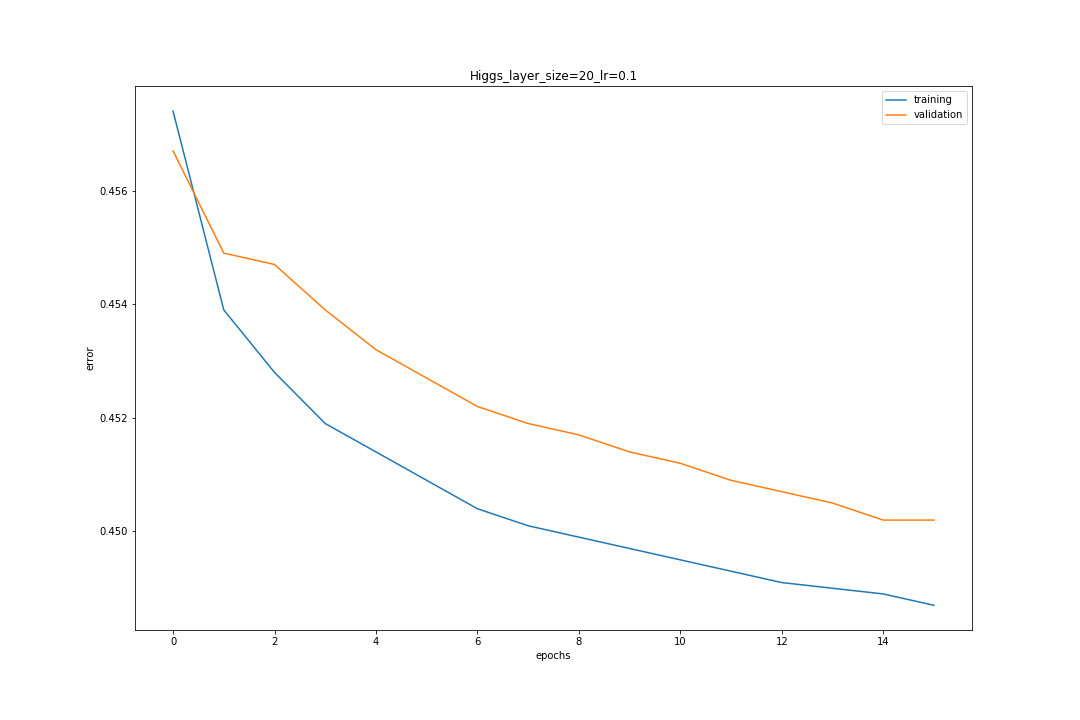 Higgs_layer_size=20_lr=0.1
training
validation
0.456
0.454
0.452
0.450
error
0 2 4 6 8 10 12 14
epochs